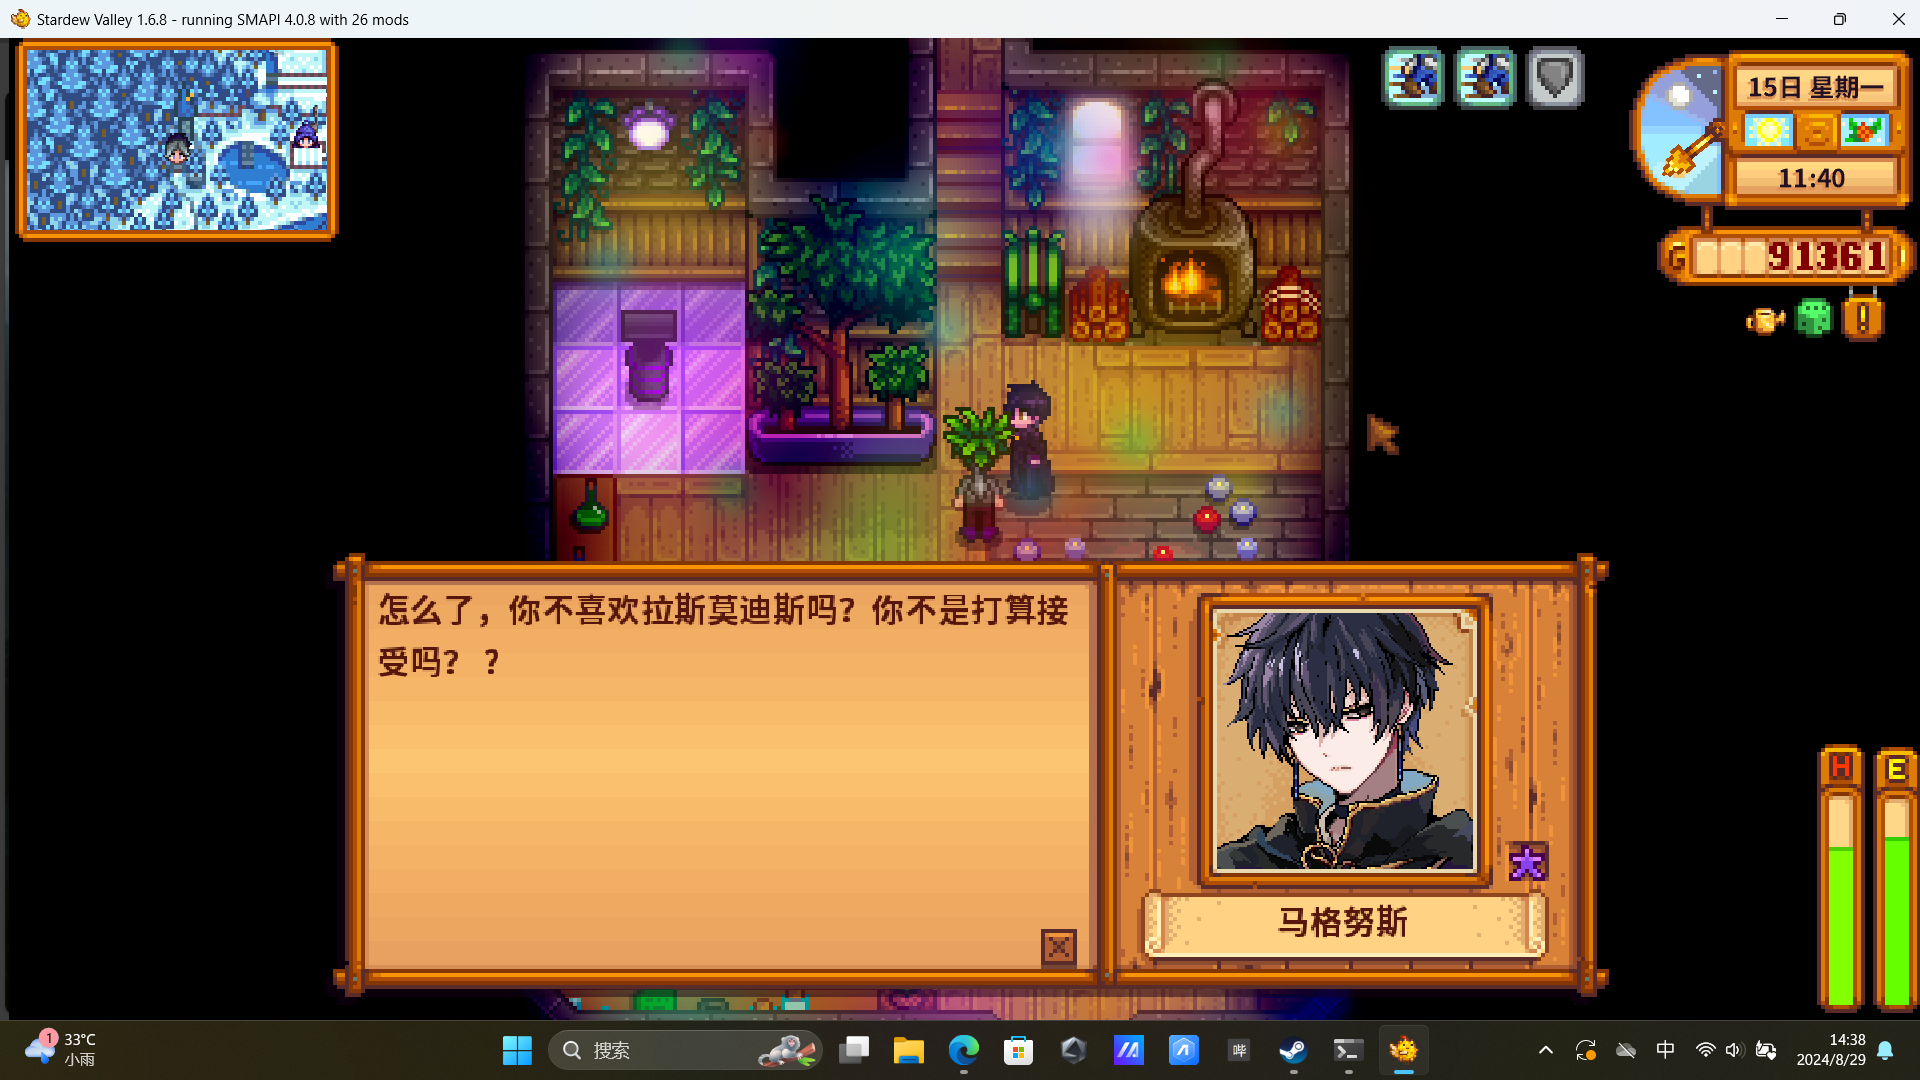 Stardew Valley 1.6.8 - running SMAPI 4.0.8 with 26 mods
15日 星期一
11:40
G 91361
怎么了，你不喜欢拉斯莫迪斯吗？你不是打算接
受吗？ ？
马格努斯
H
E
1
33°C
小雨
搜索
哔
中
14:38
2024/8/29